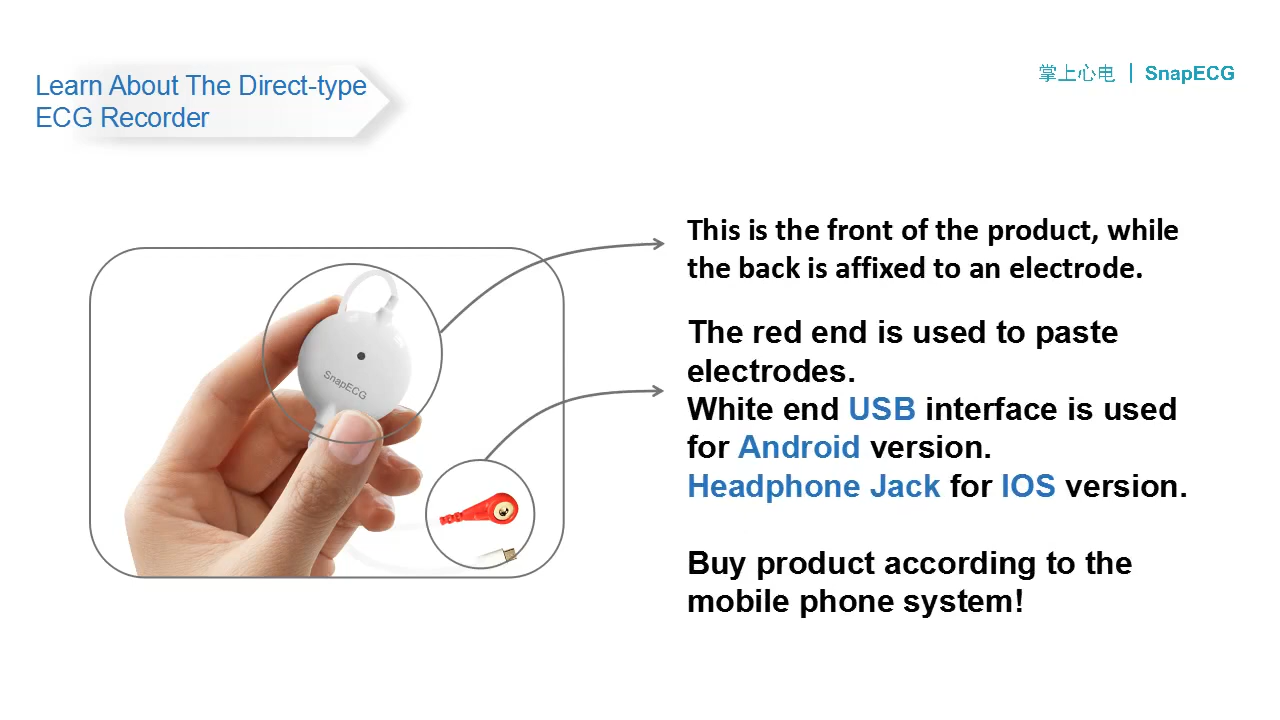 Learn About The Direct-type
ECG Recorder
掌上心电 | SnapECG
This is the front of the product, while
the back is affixed to an electrode.
The red end is used to paste
electrodes.
White end USB interface is used
for Android version.
Headphone Jack for IOS version.
Buy product according to the
mobile phone system!
SnapECG